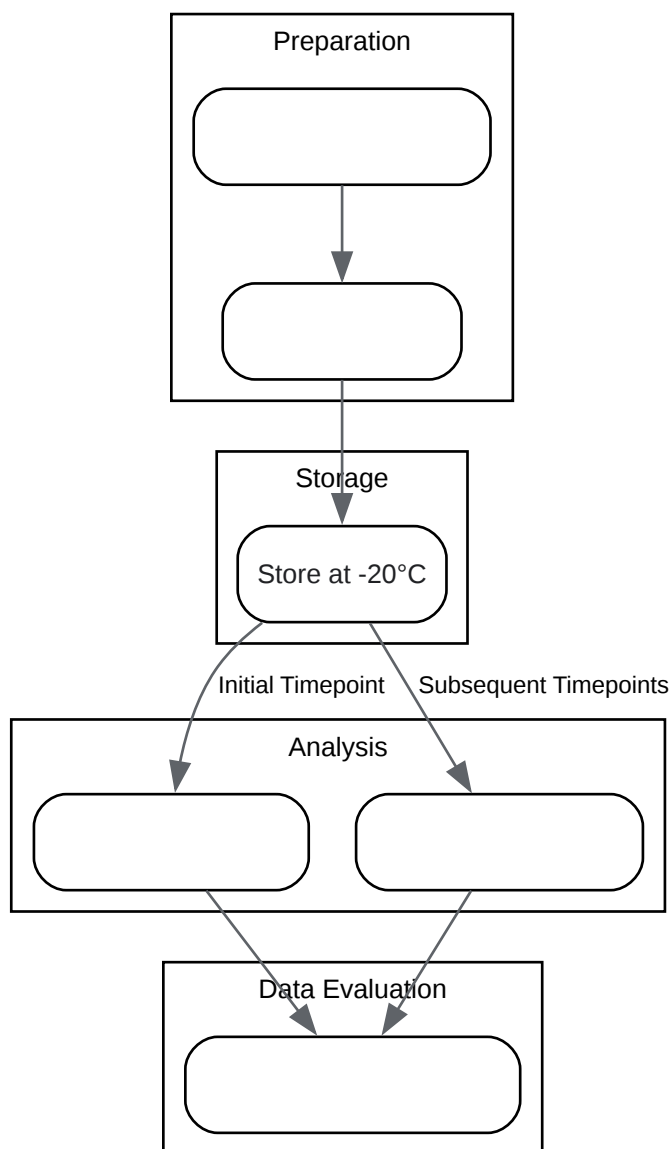 Preparation
Storage
Store at -20°C
Initial Timepoint
Subsequent Timepoints
Analysis
Data Evaluation